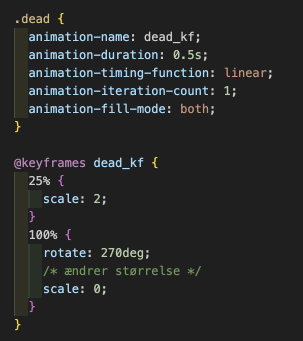 .dead {
  animation-name: dead_kf;
  animation-duration: 0.5s;
  animation-timing-function: linear;
  animation-iteration-count: 1;
  animation-fill-mode: both;
}

@keyframes dead_kf {
  25% {
    scale: 2;
  }
  100% {
    rotate: 270deg;
    /* ændrer størrelse */
    scale: 0;
  }
}